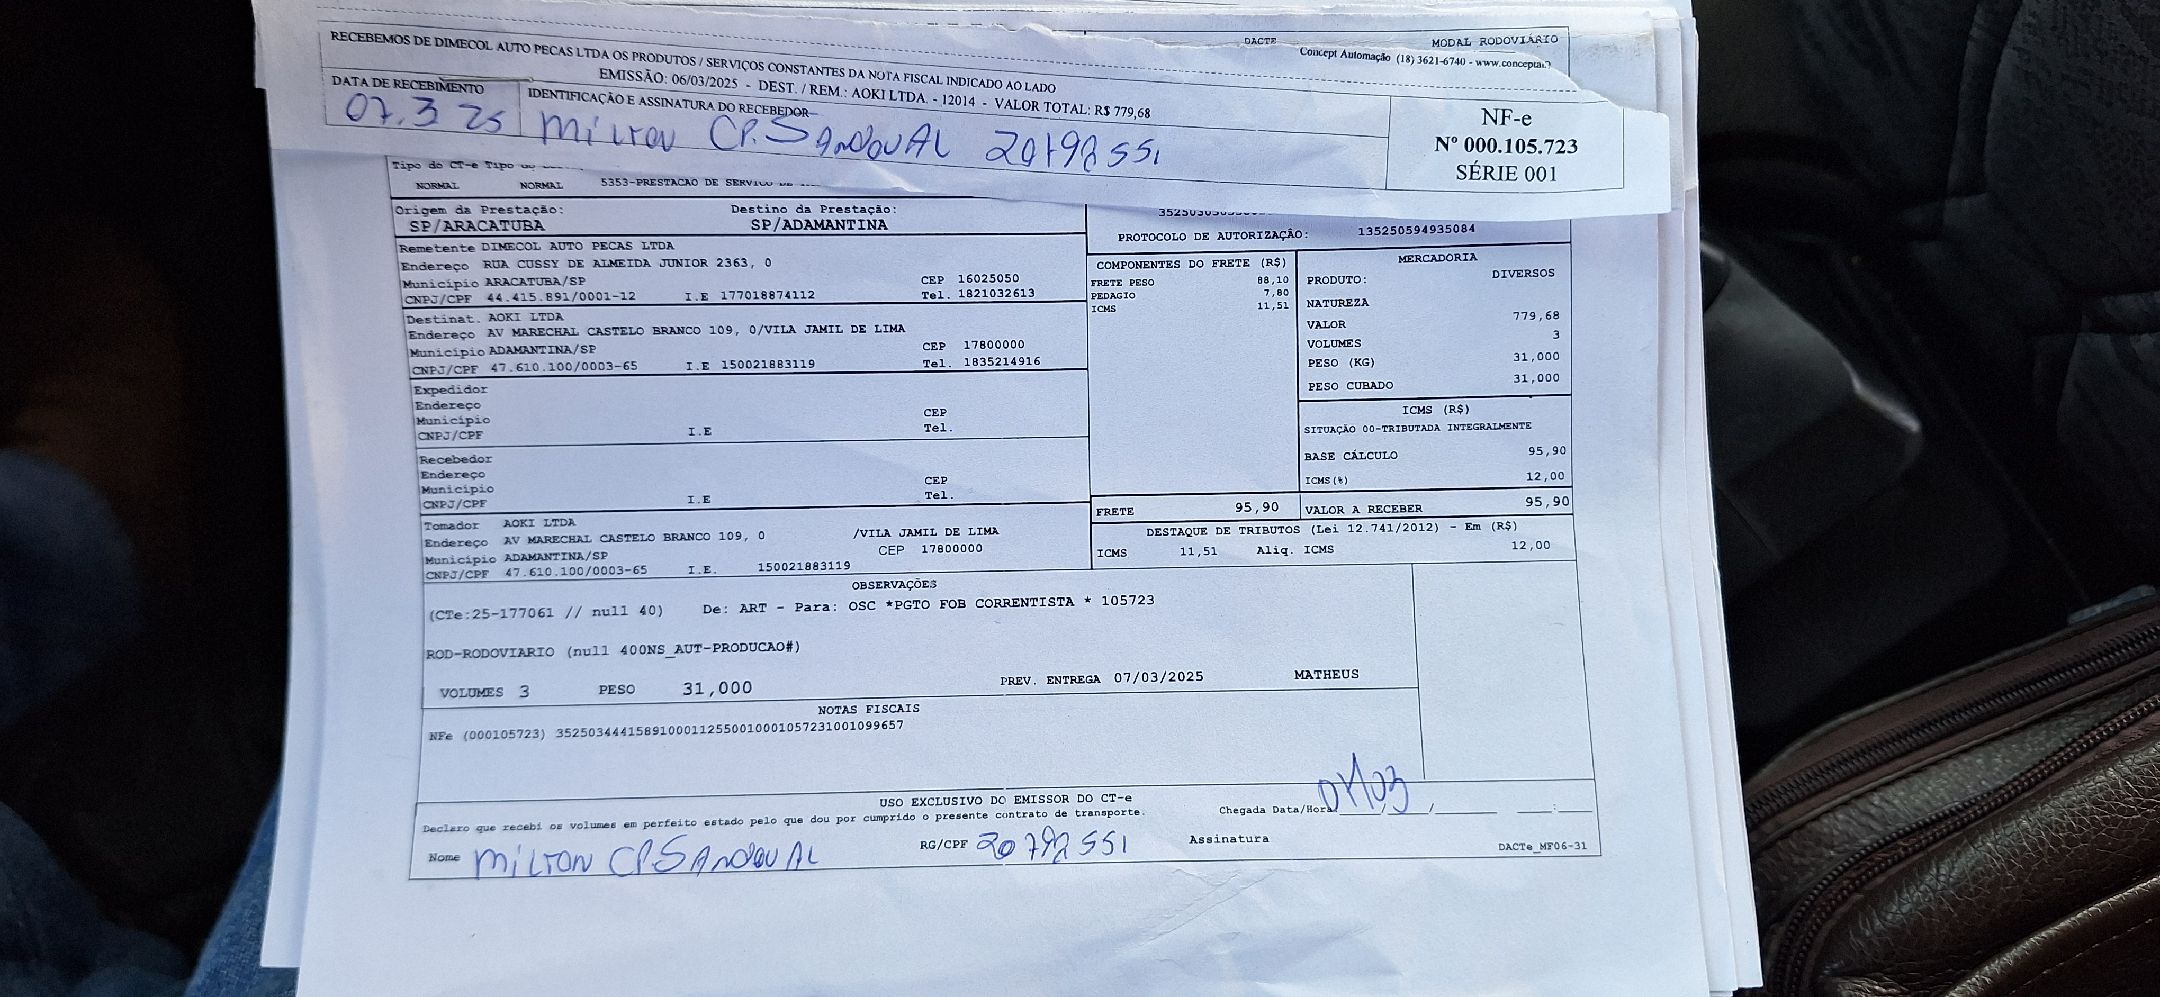 DACTE MODAL RODOVIÁRIO
RECEBEMOS DE DIMECOL AUTO PECAS LTDA OS PRODUTOS / SERVIÇOS CONSTANTES DA NOTA FISCAL INDICADO AO LADO
Concept Automação (18) 3621-6740 - www.conceptai
EMISSÃO: 06/03/2025 - DEST. / REM.: AOKI LTDA. - 12014 - VALOR TOTAL: R$ 779,68
DATA DE RECEBIMENTO
07.3 25
IDENTIFICAÇÃO E ASSINATURA DO RECEBEDOR
Milton CP. SANDOVAL 20792551
NF-e
Nº 000.105.723
SÉRIE 001
Tipo do CT-e Tipo
NORMAL NORMAL 5353-PRESTACAO DE SERVICO DE
Origem da Prestação: Destino da Prestação:
SP/ARACATUBA SP/ADAMANTINA
PROTOCOLO DE AUTORIZAÇÃO: 135250594935084
Remetente DIMECOL AUTO PECAS LTDA
Endereço RUA CUSSY DE ALMEIDA JUNIOR 2363, 0
Município ARACATUBA/SP CEP 16025050
CNPJ/CPF 44.415.891/0001-12 I.E 177018874112 Tel. 1821032613
Destinat. AOKI LTDA
Endereço AV MARECHAL CASTELO BRANCO 109, 0/VILA JAMIL DE LIMA
Município ADAMANTINA/SP CEP 17800000
CNPJ/CPF 47.610.100/0003-65 I.E 150021883119 Tel. 1835214916
Expedidor
Endereço
Município CEP
CNPJ/CPF I.E Tel.
Recebedor
Endereço
Município CEP
CNPJ/CPF I.E Tel.
Tomador AOKI LTDA
Endereço AV MARECHAL CASTELO BRANCO 109, 0 /VILA JAMIL DE LIMA
Município ADAMANTINA/SP CEP 17800000
CNPJ/CPF 47.610.100/0003-65 I.E. 150021883119
COMPONENTES DO FRETE (R$)
FRETE PESO 88,10
PEDAGIO 7,80
ICMS 11,51
MERCADORIA
PRODUTO: DIVERSOS
NATUREZA
VALOR 779,68
VOLUMES 3
PESO (KG) 31,000
PESO CUBADO 31,000
ICMS (R$)
SITUAÇÃO 00-TRIBUTADA INTEGRALMENTE
BASE CÁLCULO 95,90
ICMS(%) 12,00
FRETE 95,90 VALOR A RECEBER 95,90
DESTAQUE DE TRIBUTOS (Lei 12.741/2012) - Em (R$)
ICMS 11,51 Aliq. ICMS 12,00
OBSERVAÇÕES
(CTe:25-177061 // null 40) De: ART - Para: OSC *PGTO FOB CORRENTISTA * 105723
ROD-RODOVIARIO (null 400NS_AUT-PRODUCAO#)
VOLUMES 3 PESO 31,000 PREV. ENTREGA 07/03/2025 MATHEUS
NOTAS FISCAIS
NFe (000105723) 35250344415891000112550010001057231001099657
USO EXCLUSIVO DO EMISSOR DO CT-e
Declaro que recebi os volumes em perfeito estado pelo que dou por cumprido o presente contrato de transporte.
Chegada Data/Hora 07/03 / / :
Nome Milton CP. SANDOVAL RG/CPF 20792551 Assinatura
DACTe_MF06-31